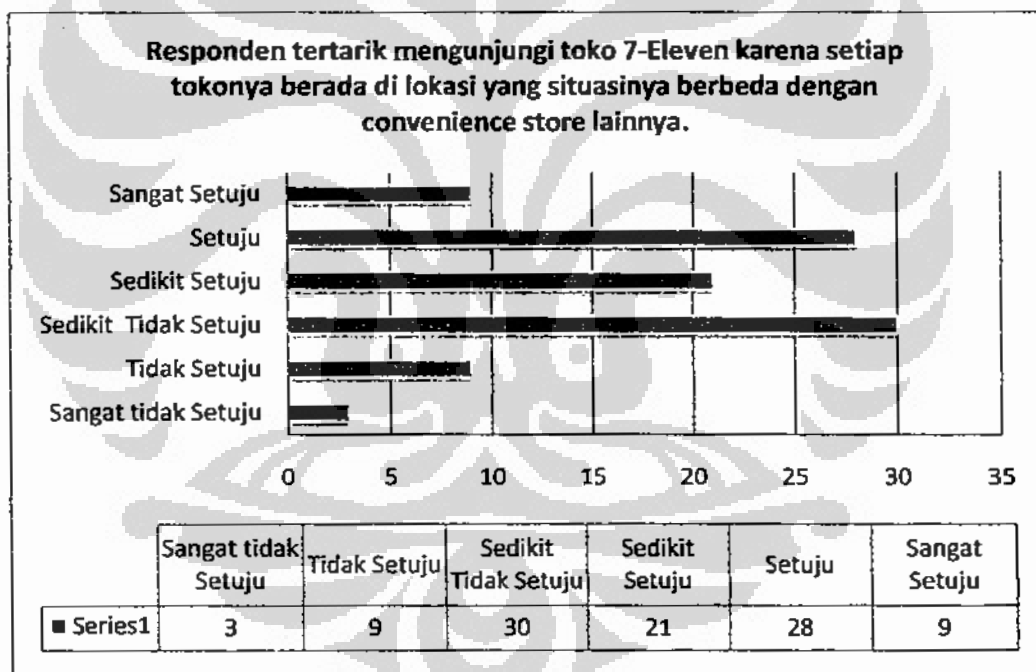 Responden tertarik mengunjungi toko 7-Eleven karena setiap
tokonya berada di lokasi yang situasinya berbeda dengan
convenience store lainnya.
Sangat Setuju
Setuju
Sedikit Setuju
Sedikit Tidak Setuju
Tidak Setuju
Sangat tidak Setuju
0 5 10 15 20 25 30 35
Sangat tidak Setuju Tidak Setuju Sedikit Tidak Setuju Sedikit Setuju Setuju Sangat Setuju
Series1 3 9 30 21 28 9